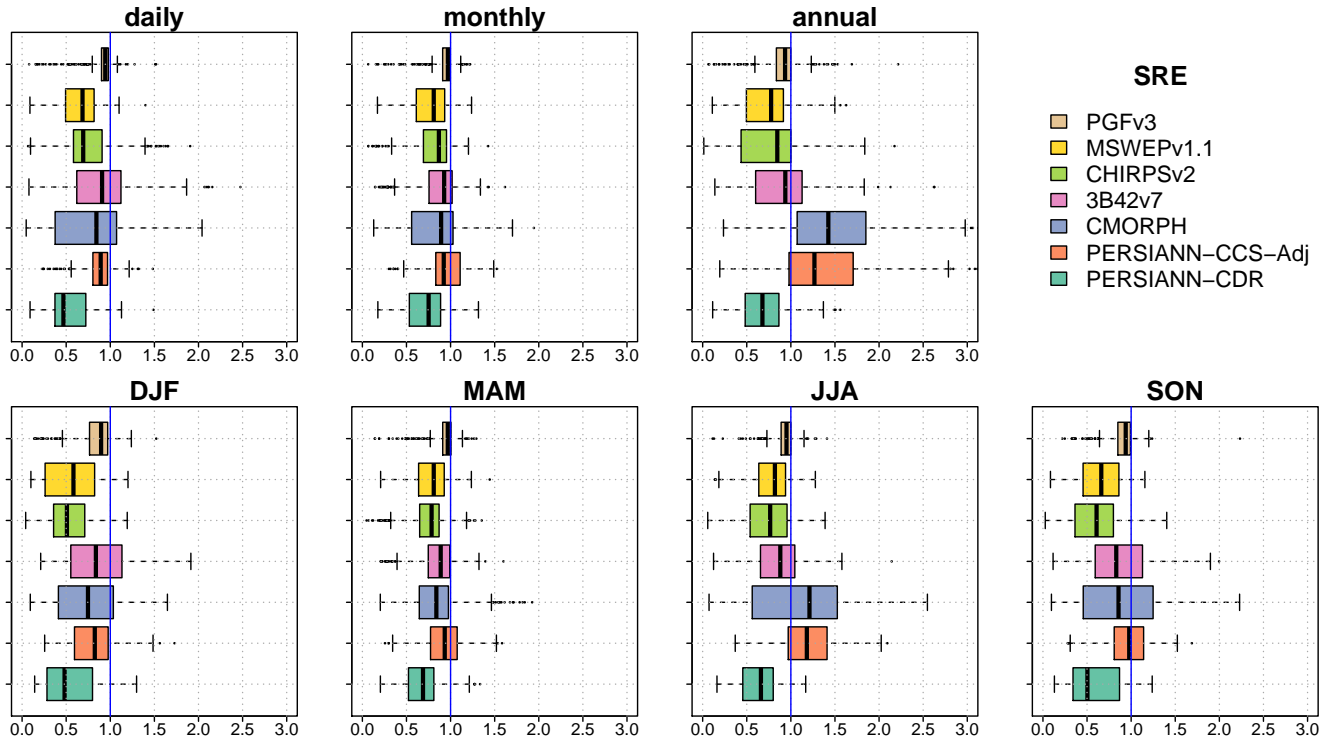 daily
monthly
annual
SRE
PGFv3
MSWEPv1.1
CHIRPSv2
3B42v7
CMORPH
PERSIANN−CCS−Adj
PERSIANN−CDR
0.0 0.5 1.0 1.5 2.0 2.5 3.0
0.0 0.5 1.0 1.5 2.0 2.5 3.0
0.0 0.5 1.0 1.5 2.0 2.5 3.0
DJF
MAM
JJA
SON
0.0 0.5 1.0 1.5 2.0 2.5 3.0
0.0 0.5 1.0 1.5 2.0 2.5 3.0
0.0 0.5 1.0 1.5 2.0 2.5 3.0
0.0 0.5 1.0 1.5 2.0 2.5 3.0